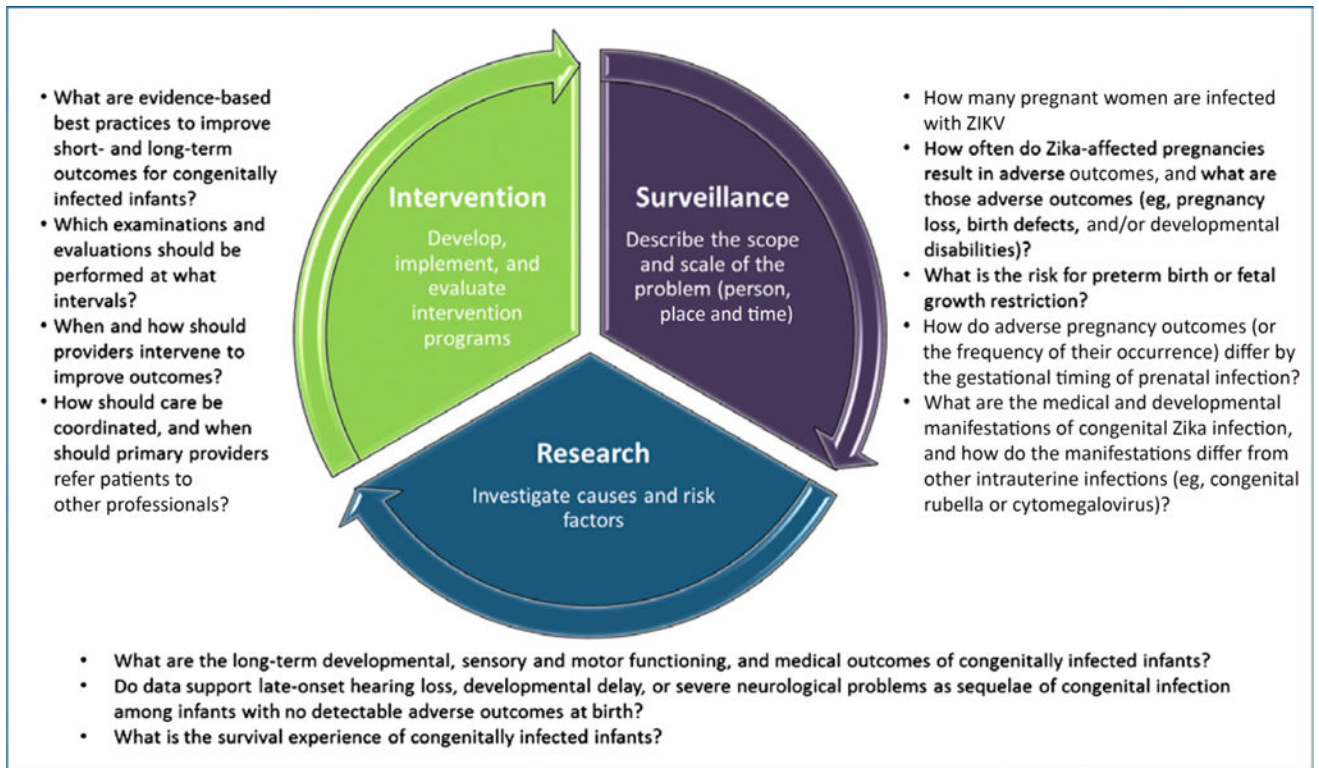 • What are evidence-based
best practices to improve
short- and long-term
outcomes for congenitally
infected infants?
• Which examinations and
evaluations should be
performed at what
intervals?
• When and how should
providers intervene to
improve outcomes?
• How should care be
coordinated, and when
should primary providers
refer patients to
other professionals?
Intervention
Develop,
implement, and
evaluate
intervention
programs
Surveillance
Describe the scope
and scale of the
problem (person,
place and time)
Research
Investigate causes and risk
factors
• How many pregnant women are infected
with ZIKV
• How often do Zika-affected pregnancies
result in adverse outcomes, and what are
those adverse outcomes (eg, pregnancy
loss, birth defects, and/or developmental
disabilities)?
• What is the risk for preterm birth or fetal
growth restriction?
• How do adverse pregnancy outcomes (or
the frequency of their occurrence) differ by
the gestational timing of prenatal infection?
• What are the medical and developmental
manifestations of congenital Zika infection,
and how do the manifestations differ from
other intrauterine infections (eg, congenital
rubella or cytomegalovirus)?
• What are the long-term developmental, sensory and motor functioning, and medical outcomes of congenitally infected infants?
• Do data support late-onset hearing loss, developmental delay, or severe neurological problems as sequelae of congenital infection
among infants with no detectable adverse outcomes at birth?
• What is the survival experience of congenitally infected infants?